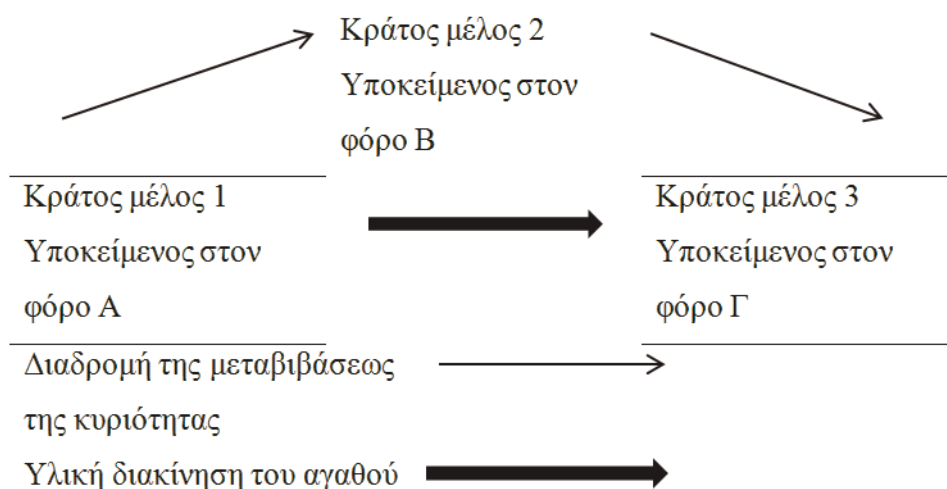 Κράτος μέλος 2
Υποκείμενος στον
φόρο Β
Κράτος μέλος 1
Υποκείμενος στον
φόρο Α
Κράτος μέλος 3
Υποκείμενος στον
φόρο Γ
Διαδρομή της μεταβιβάσεως
της κυριότητας
Υλική διακίνηση του αγαθού